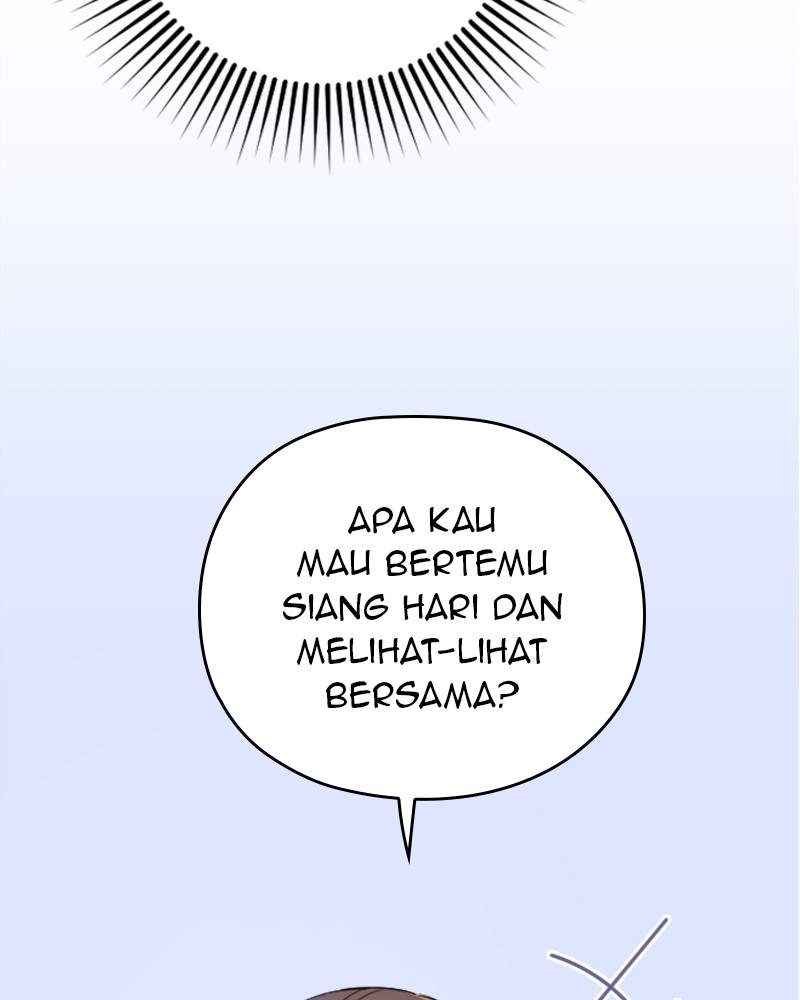 APA KAU
MAU BERTEMU
SIANG HARI DAN
MELIHAT-LIHAT
BERSAMA?